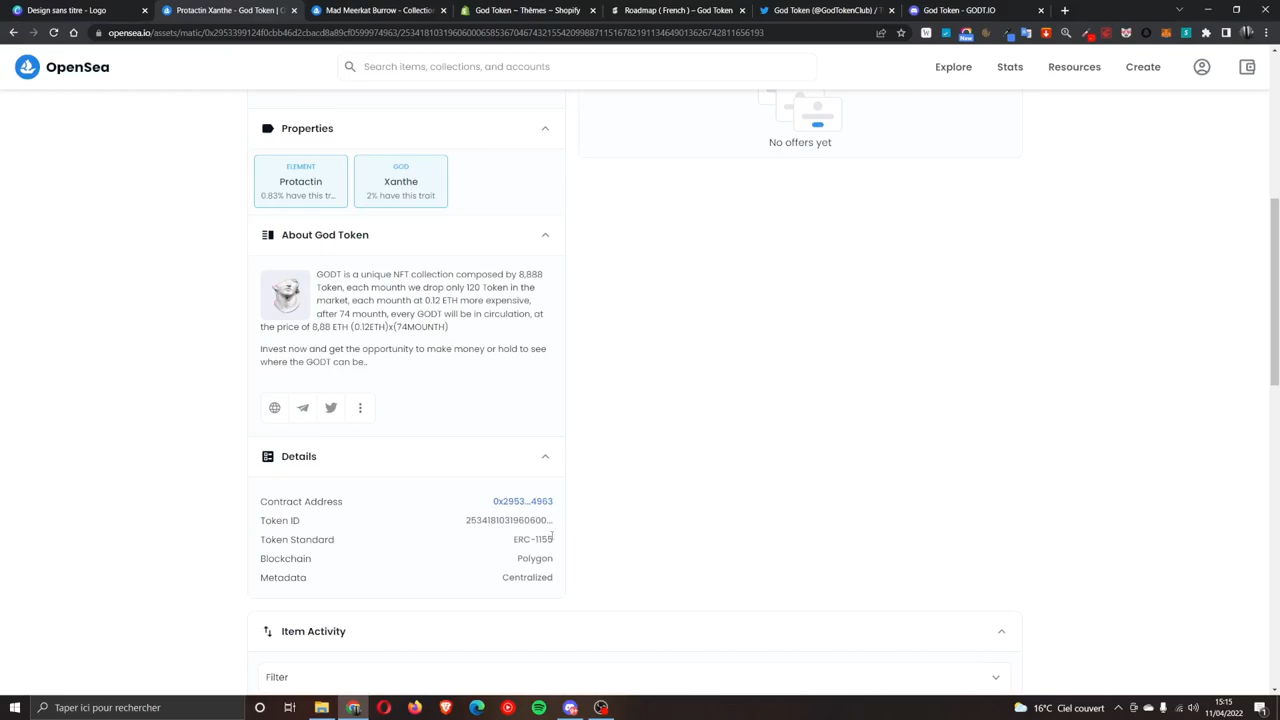 Design sans titre - Logo
Protactin Xanthe - God Token | O
Mad Meerkat Burrow - Collection
God Token ~ Thèmes ~ Shopify
Roadmap ( French ) – God Token
Twitter (@GodTokenClub) / T
Discord - GODT.IO
opensea.io/assets/matic/0x2953399124f0cbb46d2cbacd8a89cf0599974963/
OpenSea
Search items, collections, and accounts
Explore
Stats
Resources
Create
No offers yet
Properties
ELEMENT
Protactin
0.83% have this tr...
GOD
Xanthe
2% have this trait
About God Token
GODT is a unique NFT collection composed by 8,888
Token, each mounth we drop only 120 Token in the
market, each mounth at 0.12 ETH more expensive,
after 74 mounth, every GODT will be in circulation, at
the price of 8,88 ETH (0.12ETH)x(74MOUNTH)
Invest now and get the opportunity to make money or hold to see
where the GODT can be..
Details
Contract Address 0x2953...4963
Token ID 2534181031960600...
Token Standard ERC-1155
Blockchain Polygon
Metadata Centralized
Item Activity
Filter
Taper ici pour rechercher
16°C Ciel couvert
15:15
11/04/2022